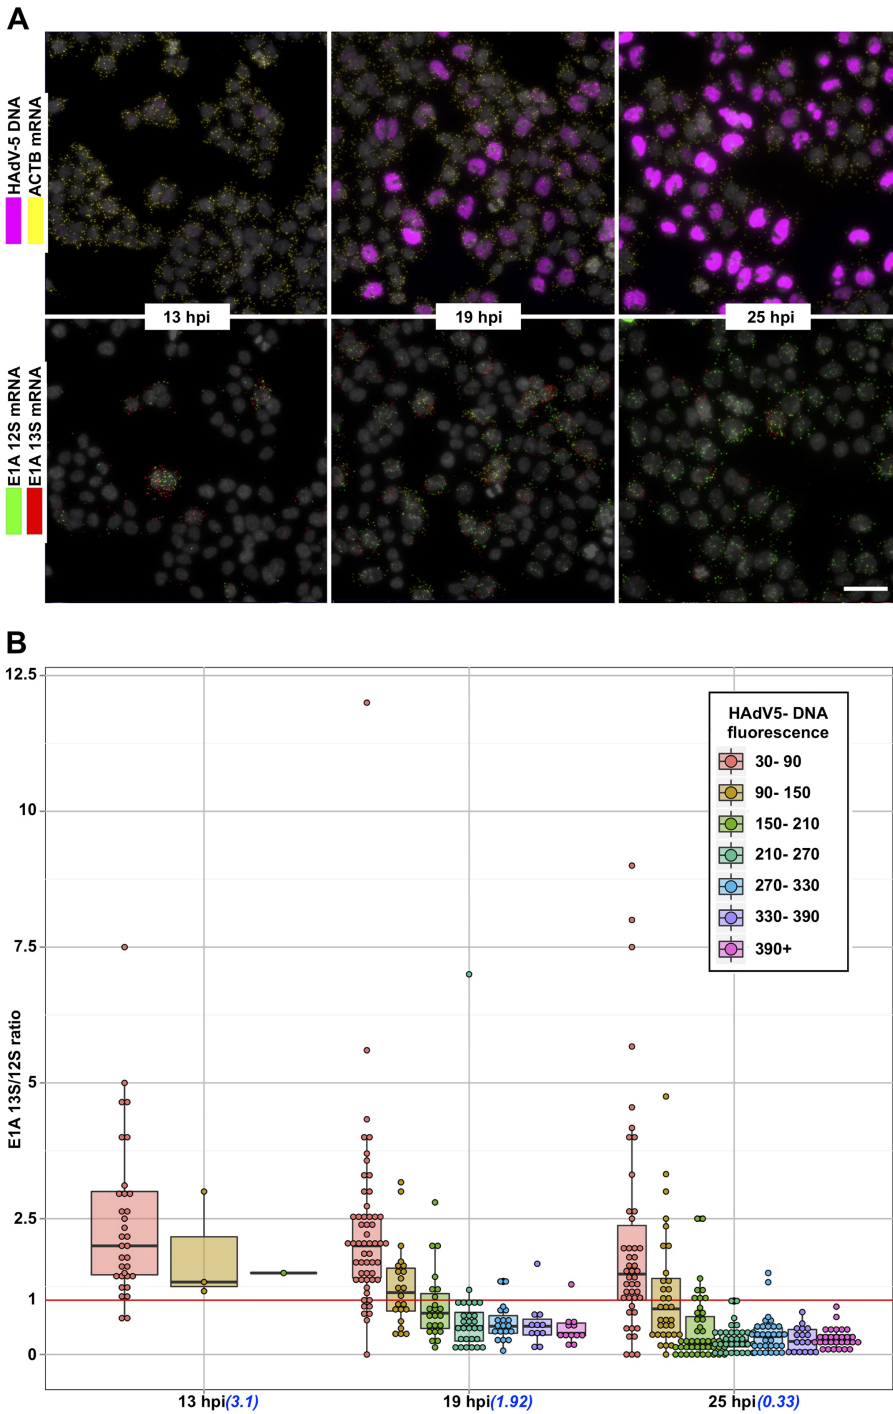 A
HAdV-5 DNA
ACTB mRNA
13 hpi
19 hpi
25 hpi
E1A 12S mRNA
E1A 13S mRNA
B
12.5
10
7.5
5
2.5
1
0
E1A 13S/12S ratio
HAdV5- DNA
fluorescence
30- 90
90- 150
150- 210
210- 270
270- 330
330- 390
390+
13 hpi(3.1)
19 hpi(1.92)
25 hpi(0.33)